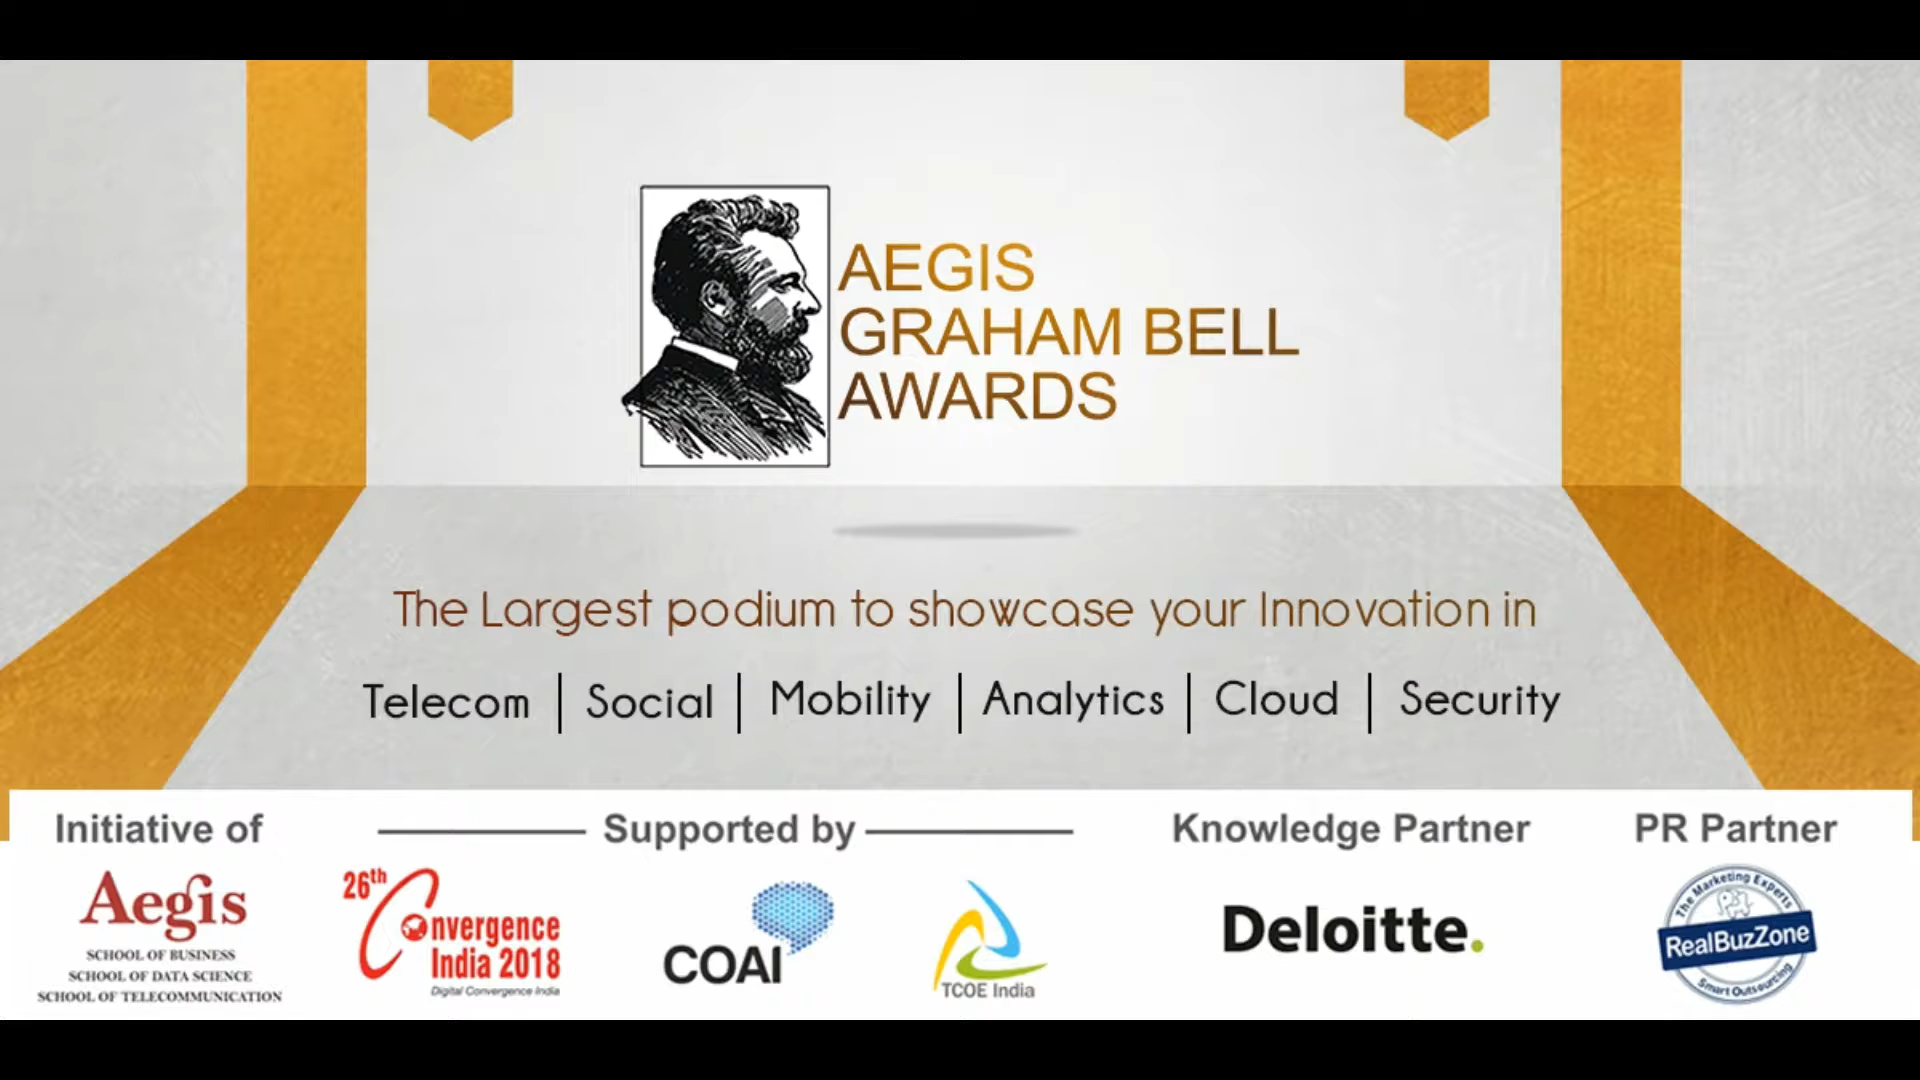 AEGIS
GRAHAM BELL
AWARDS
The Largest podium to showcase your Innovation in
Telecom | Social | Mobility | Analytics | Cloud | Security
Initiative of
Supported by
Knowledge Partner
PR Partner
Aegis
SCHOOL OF BUSINESS
SCHOOL OF DATA SCIENCE
SCHOOL OF TELECOMMUNICATION
26th
Convergence
India 2018
Digital Convergence India
COAI
TCOE India
Deloitte.
The Marketing Experts
RealBuzZone
Smart Outsourcing